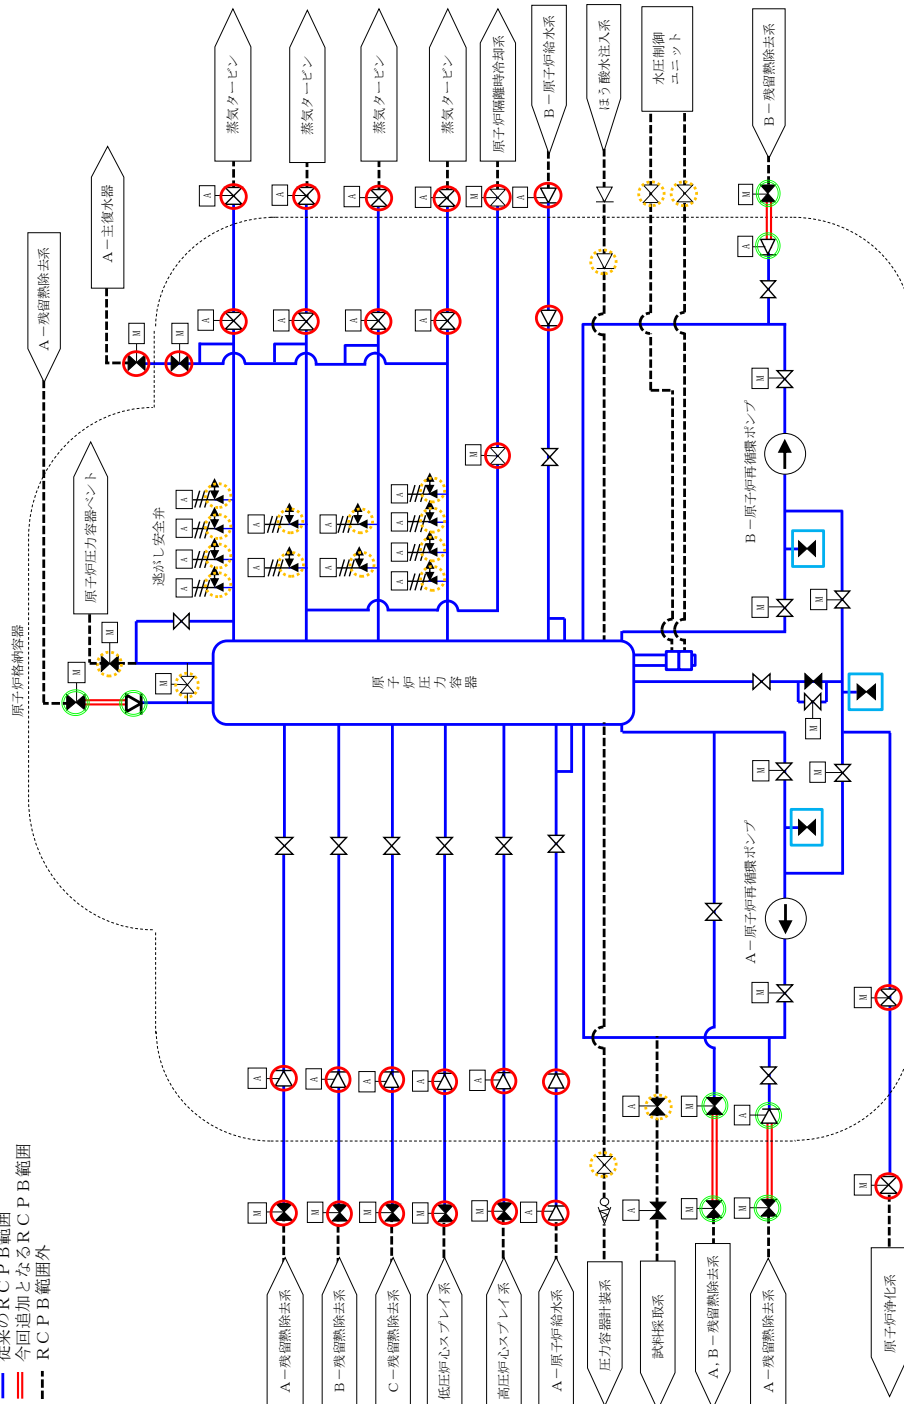 蒸気タービン
蒸気タービン
蒸気タービン
蒸気タービン
原子炉隔離時冷却系
B－原子炉給水系
ほう酸水注入系
水圧制御
ユニット
B－残留熱除去系
A－主復水器
A－残留熱除去系
原子炉圧力容器ベント
原子炉格納容器
逃がし安全弁
B－原子炉再循環ポンプ
原子炉圧力容器
A－原子炉再循環ポンプ
A－残留熱除去系
B－残留熱除去系
C－残留熱除去系
低圧炉心スプレイ系
高圧炉心スプレイ系
A－原子炉給水系
圧力容器計装系
試料採取系
A,B－残留熱除去系
A－残留熱除去系
原子炉浄化系
従来のRCPB範囲
今回追加となるRCPB範囲
RCPB範囲外
A
A
A
A
M
A
M
A
A
A
A
M
M
M
M
M
M
A
A
A
A
A
A
A
A
A
A
A
A
M
M
M
M
M
M
M
A
A
A
A
A
M
M
M
M
M
A
A
A
M
M
A
M
M
M